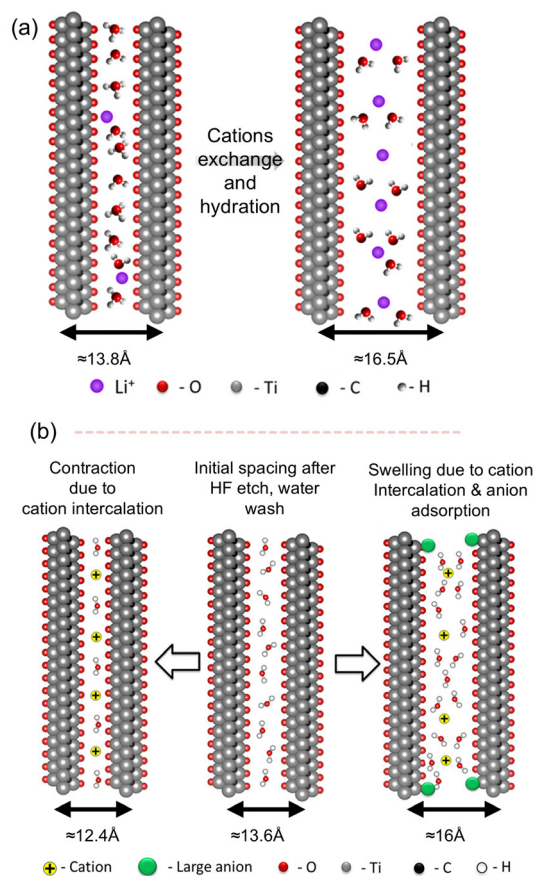 (a)
Cations
exchange
and
hydration
≈13.8Å
≈16.5Å
Li⁺ - O - Ti - C - H
(b)
Contraction
due to
cation intercalation
Initial spacing after
HF etch, water
wash
Swelling due to cation
Intercalation & anion
adsorption
≈12.4Å
≈13.6Å
≈16Å
- Cation - Large anion - O - Ti - C - H